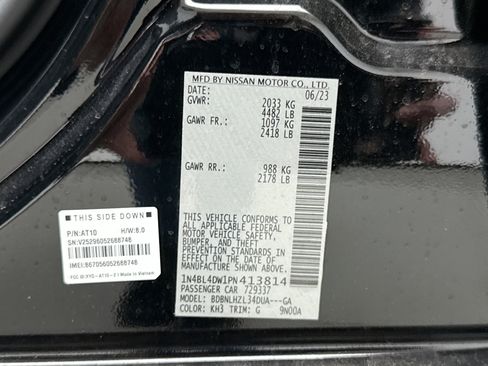 MFD BY NISSAN MOTOR CO., LTD.
DATE: 06/23
GVWR: 2033 KG
4482 LB
GAWR FR.: 1097 KG
2418 LB
GAWR RR.: 988 KG
2178 LB
THIS VEHICLE CONFORMS TO
ALL APPLICABLE FEDERAL
MOTOR VEHICLE SAFETY,
BUMPER, AND THEFT
PREVENTION STANDARDS IN
EFFECT ON THE DATE OF
MANUFACTURE SHOWN ABOVE.
1N4BL4DW1PN413814
PASSENGER CAR 729337
MODEL: BDBNLHZL34DUA---GA
COLOR: KH3 TRIM: G 9N00A
THIS SIDE DOWN
P/N:AT10 H/W:8.0
SN:V25296052688748
IMEI:867056052688748
Made in Vietnam